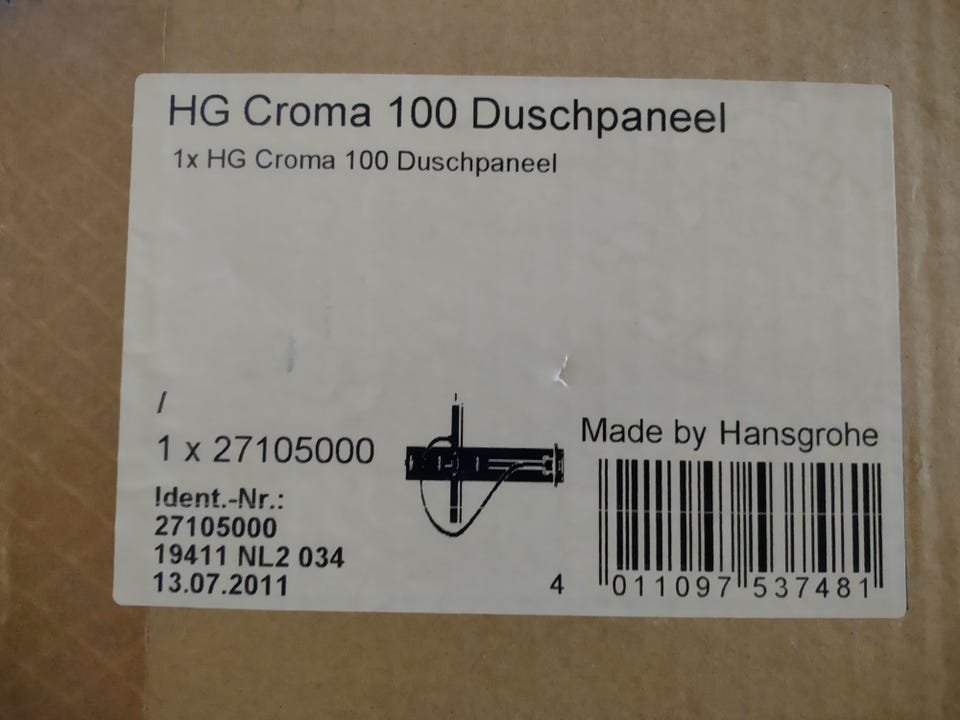 HG Croma 100 Duschpaneel
1x HG Croma 100 Duschpaneel
/
1 x 27105000
Ident.-Nr.:
27105000
19411 NL2 034
13.07.2011
4
Made by Hansgrohe
011097 537481